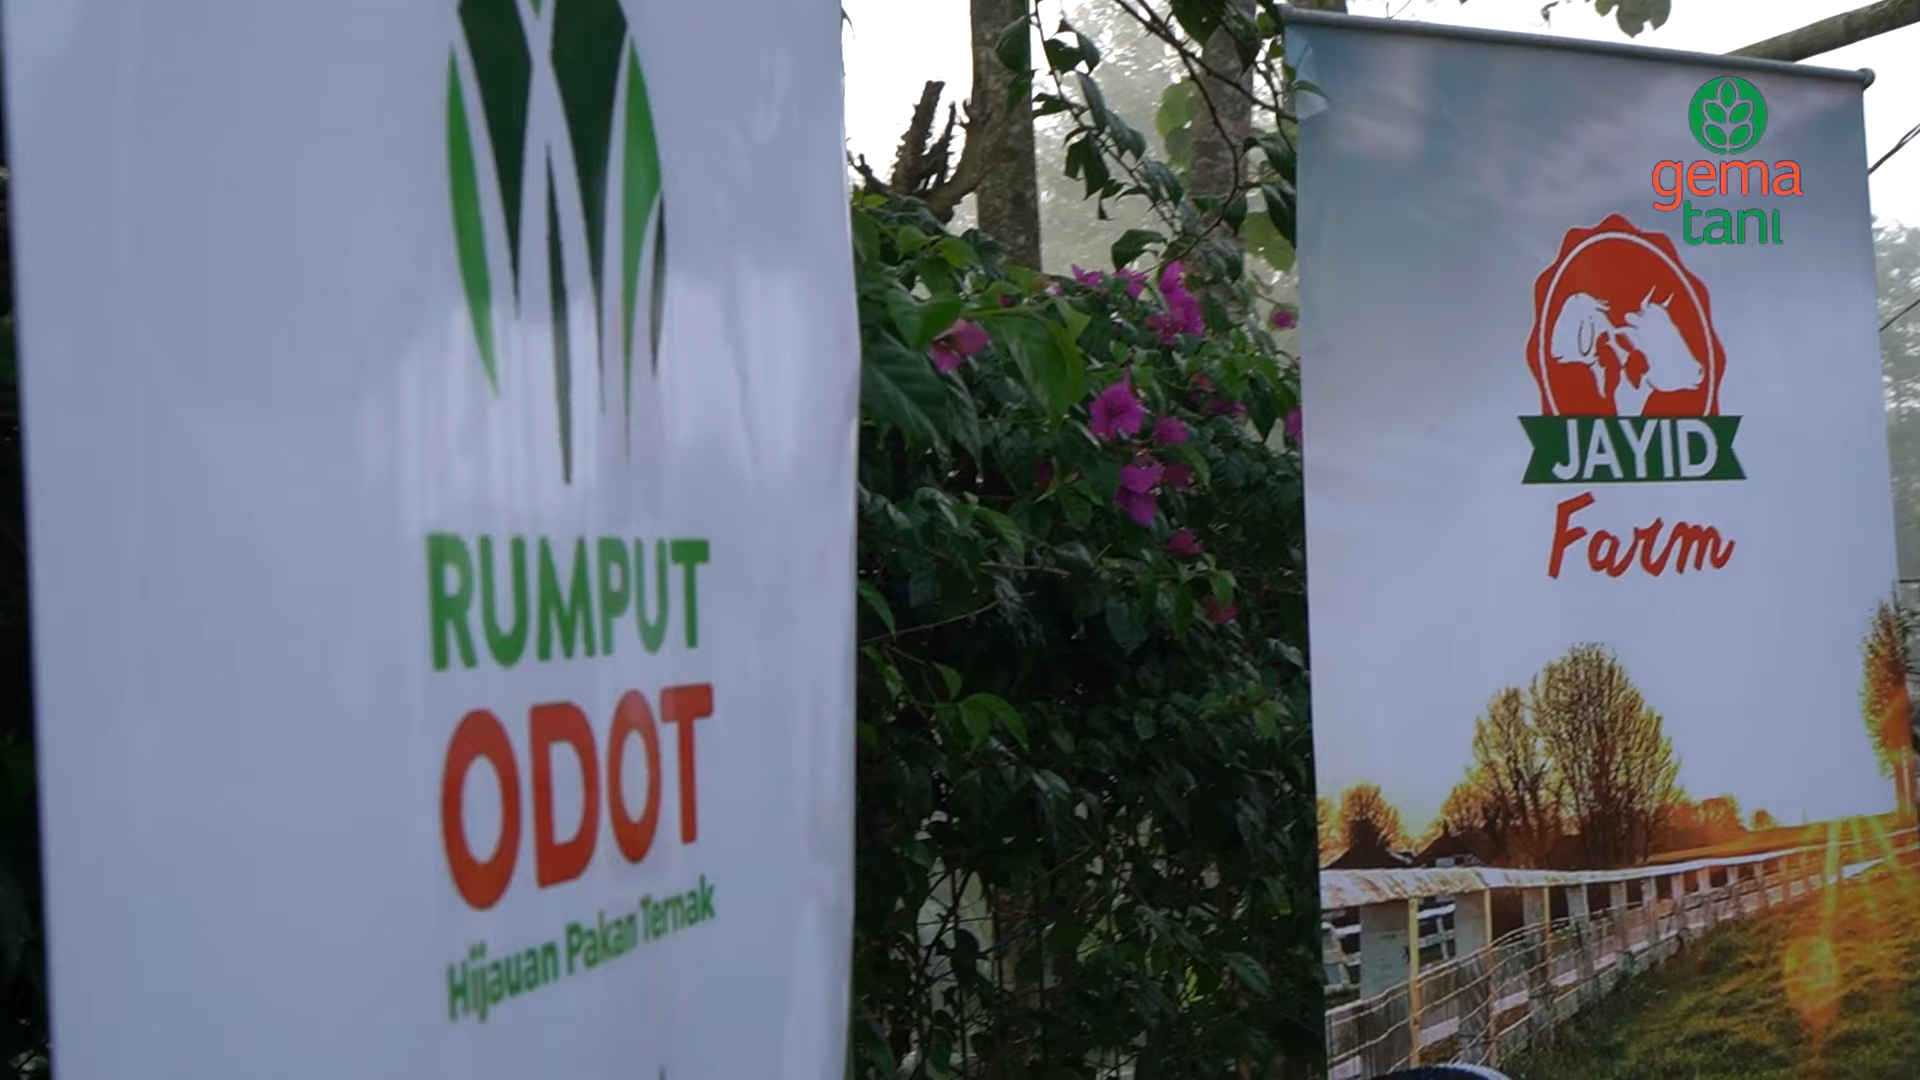 RUMPUT
ODOT
Hijauan Pakan Ternak
gema
tani
JAYID
Farm